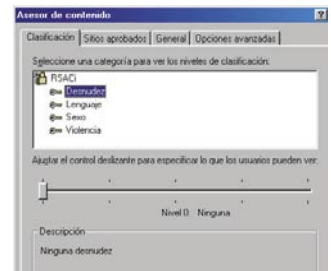 Asesor de contenido
Clasificación Sitios aprobados General Opciones avanzadas
Seleccione una categoría para ver los niveles de clasificación:
RSACi
Desnudez
Lenguaje
Sexo
Violencia
Ajustar el control deslizante para especificar lo que los usuarios pueden ver:
Nivel 0: Ninguna
Descripción
Ninguna desnudez